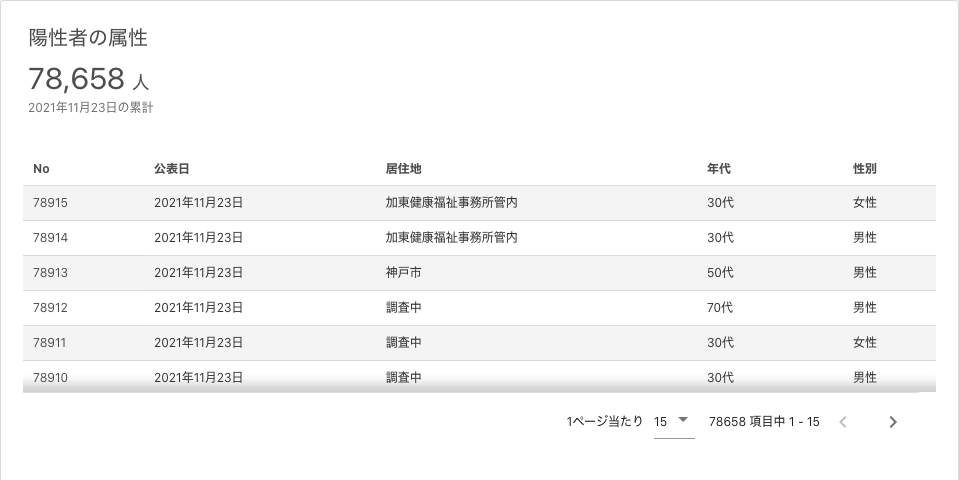 陽性者の属性
78,658 人
2021年11月23日の累計
No 公表日 居住地 年代 性別
78915 2021年11月23日 加東健康福祉事務所管内 30代 女性
78914 2021年11月23日 加東健康福祉事務所管内 30代 男性
78913 2021年11月23日 神戸市 50代 男性
78912 2021年11月23日 調査中 70代 男性
78911 2021年11月23日 調査中 30代 女性
78910 2021年11月23日 調査中 30代 男性
1ページ当たり 15 78658 項目中 1 - 15